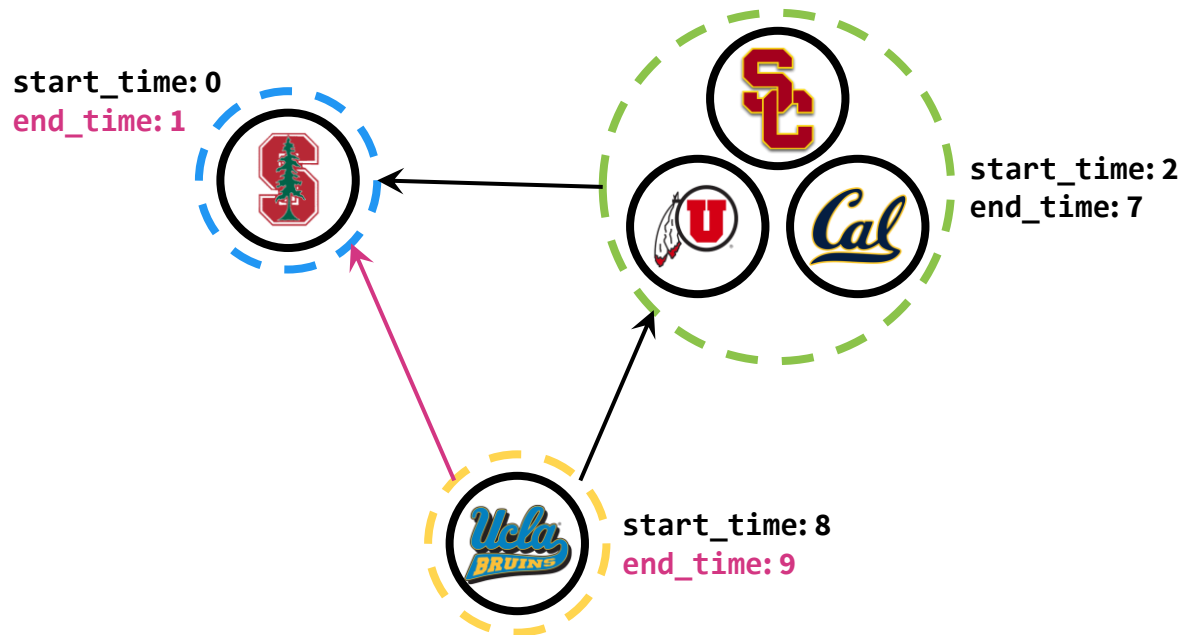 start_time: 0
end_time: 1
S
SC
U
Cal
start_time: 2
end_time: 7
Ucla
BRUINS
start_time: 8
end_time: 9